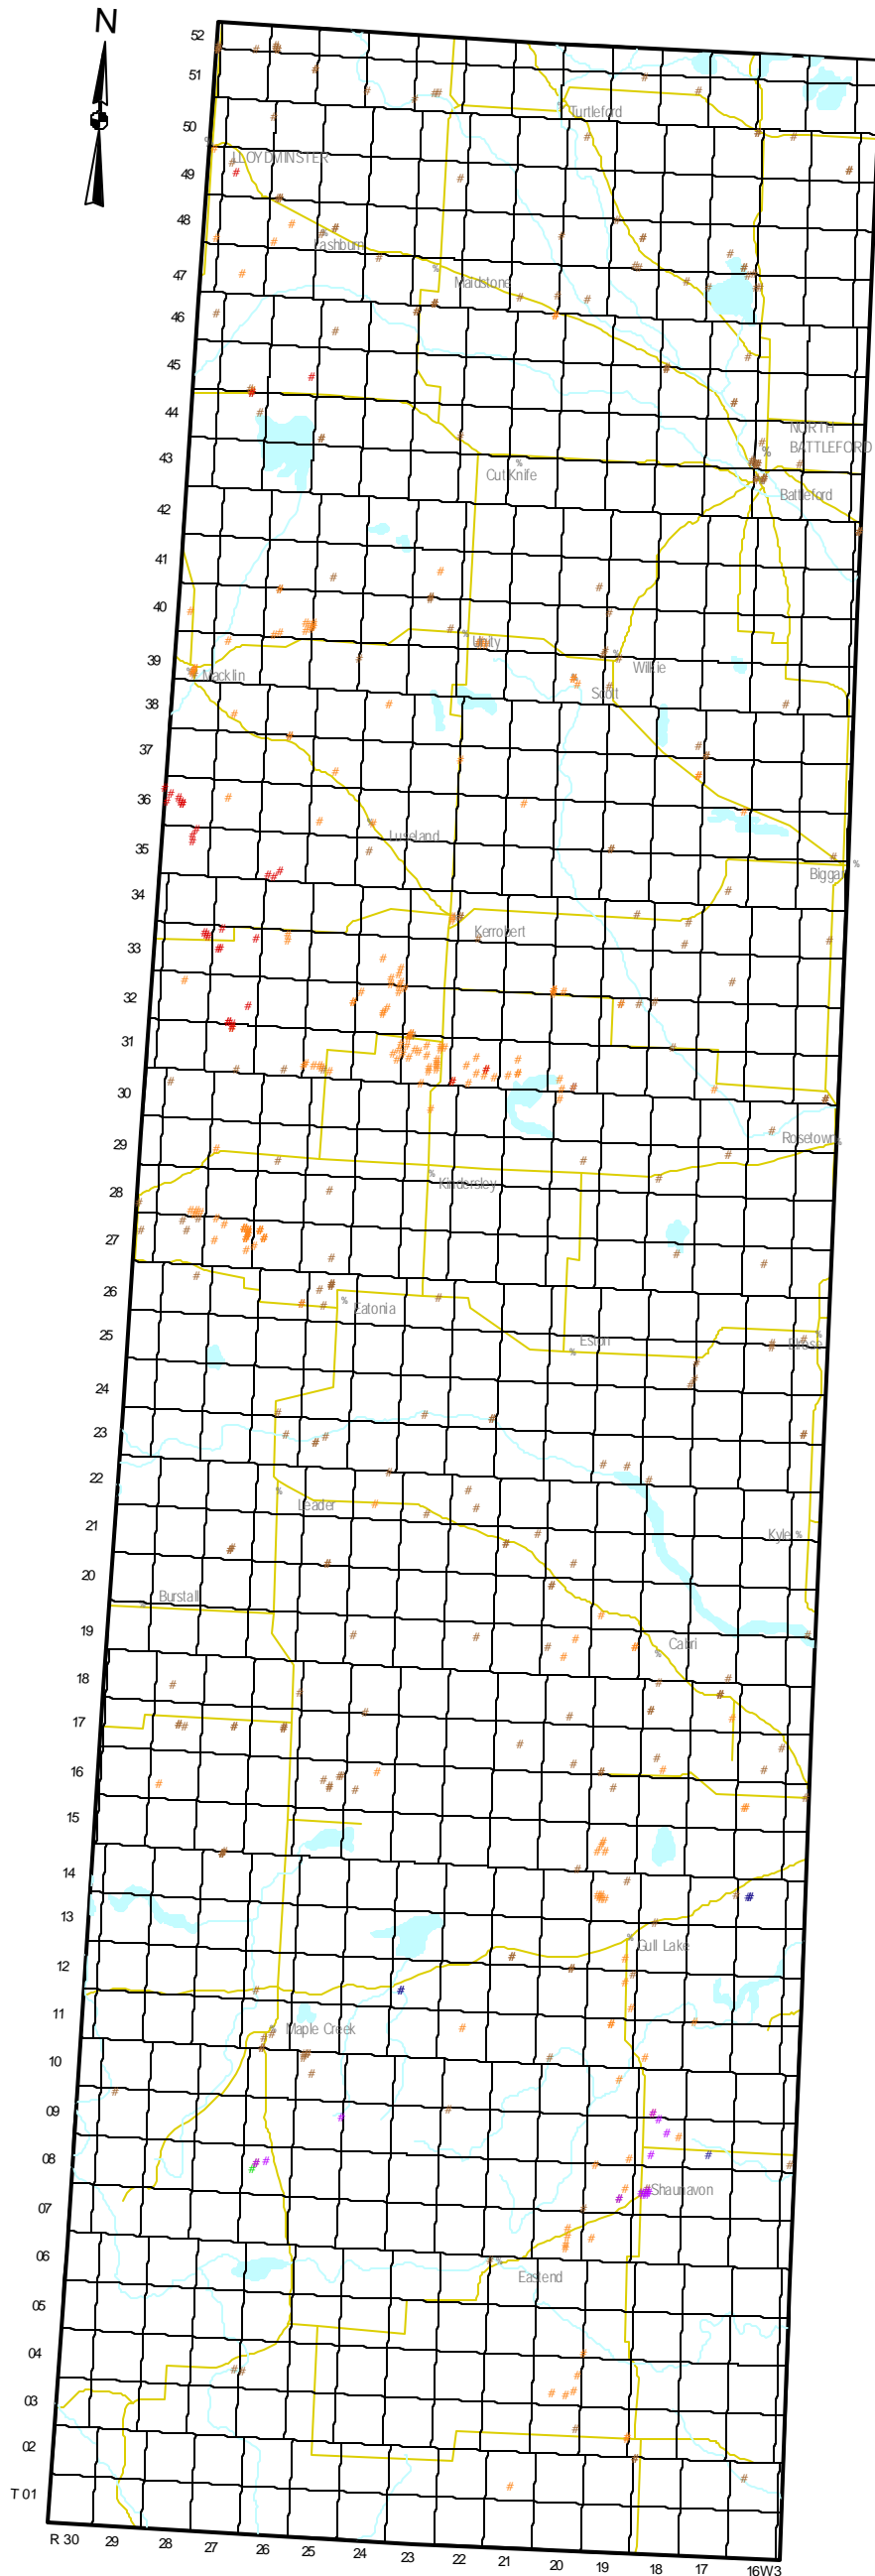 N
52
51
Turtleford
50
LLOYDMINSTER
49
48
Lashburn
47
Maidstone
46
45
44
NORTH
BATTLEFORD
43
Cut Knife
Battleford
42
41
40
Unity
39
Wilkie
Macklin
Scott
38
37
36
Luseland
35
Biggar
34
Kerrobert
33
32
31
30
Rosetown
29
Kindersley
28
27
26
Eatonia
25
Eston
Elrose
24
23
22
Leader
21
Kyle
20
Burstall
19
Cabri
18
17
16
15
14
13
Gull Lake
12
11
Maple Creek
10
09
08
Shaunavon
07
06
Eastend
05
04
03
02
T 01
R 30 29 28 27 26 25 24 23 22 21 20 19 18 17 16W3